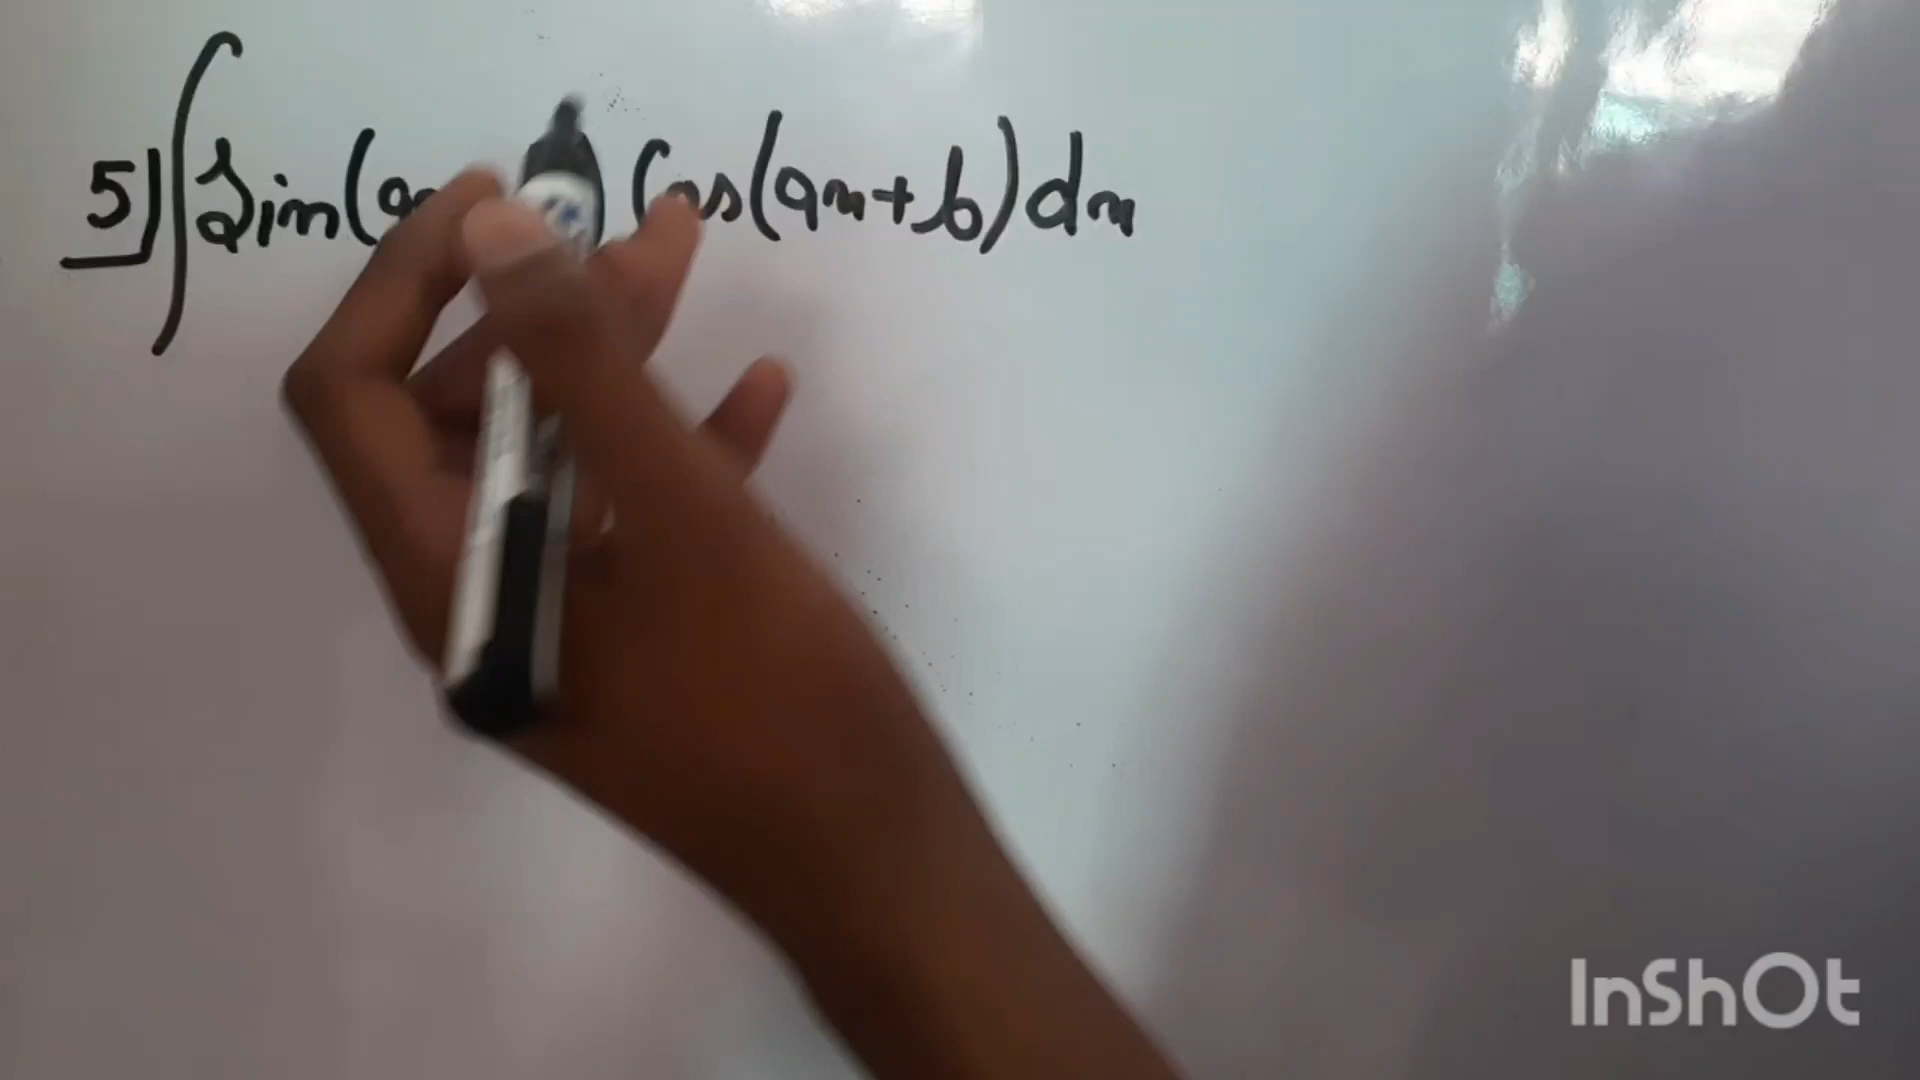 5) ∫ Sin(a ) Cos(ax+b) dx
InShOt